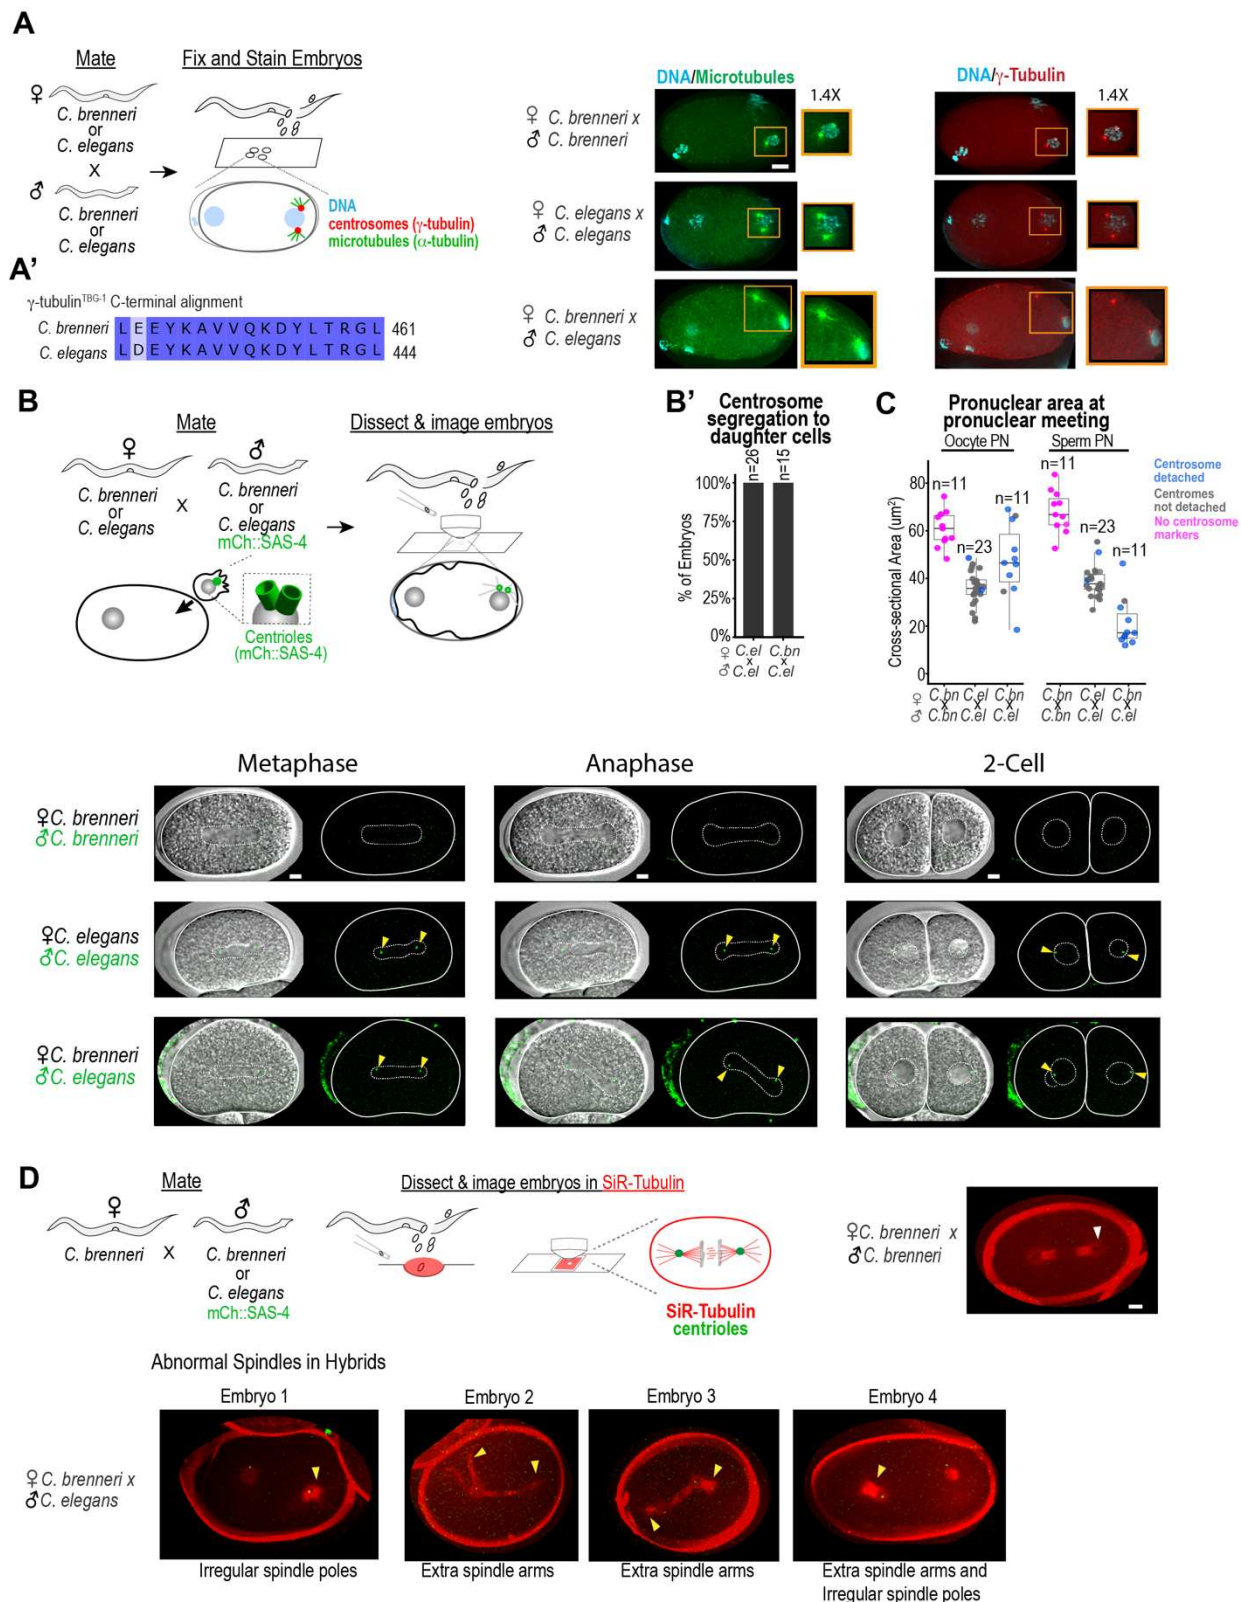 A
Mate
Fix and Stain Embryos
♀
C. brenneri
or
C. elegans
X
♂
C. brenneri
or
C. elegans
DNA
centrosomes (γ-tubulin)
microtubules (α-tubulin)
DNA/Microtubules
1.4X
DNA/γ-Tubulin
1.4X
♀ C. brenneri x
♂ C. brenneri
♀ C. elegans x
♂ C. elegans
♀ C. brenneri x
♂ C. elegans
A'
γ-tubulinTBG-1 C-terminal alignment
C. brenneri L E E Y K A V V Q K D Y L T R G L 461
C. elegans L D E Y K A V V Q K D Y L T R G L 444
B
Mate
♀
♂
C. brenneri
or
C. elegans
X
C. brenneri
or
C. elegans
mCh::SAS-4
Centrioles
(mCh::SAS-4)
Dissect & image embryos
B'
Centrosome
segregation to
daughter cells
n=26
n=15
% of Embryos
100%
75%
50%
25%
0%
♀ C.el C.bn
x x
♂ C.el C.el
C
Pronuclear area at
pronuclear meeting
Oocyte PN
Sperm PN
n=11
n=23
n=11
n=11
n=23
n=11
Centrosome
detached
Centromes
not detached
No centrosome
markers
Cross-sectional Area (um²)
80
60
40
20
0
♀ C.bn C.el C.bn C.bn C.el C.bn
X X X X X X
♂ C.bn C.el C.el C.bn C.el C.el
Metaphase
Anaphase
2-Cell
♀C. brenneri
♂C. brenneri
♀C. elegans
♂C. elegans
♀C. brenneri
♂C. elegans
D
Mate
♀
♂
C. brenneri
X
C. brenneri
or
C. elegans
mCh::SAS-4
Dissect & image embryos in SiR-Tubulin
SiR-Tubulin
centrioles
♀C. brenneri x
♂C. brenneri
Abnormal Spindles in Hybrids
Embryo 1
Embryo 2
Embryo 3
Embryo 4
♀C. brenneri x
♂C. elegans
Irregular spindle poles
Extra spindle arms
Extra spindle arms
Extra spindle arms and
Irregular spindle poles